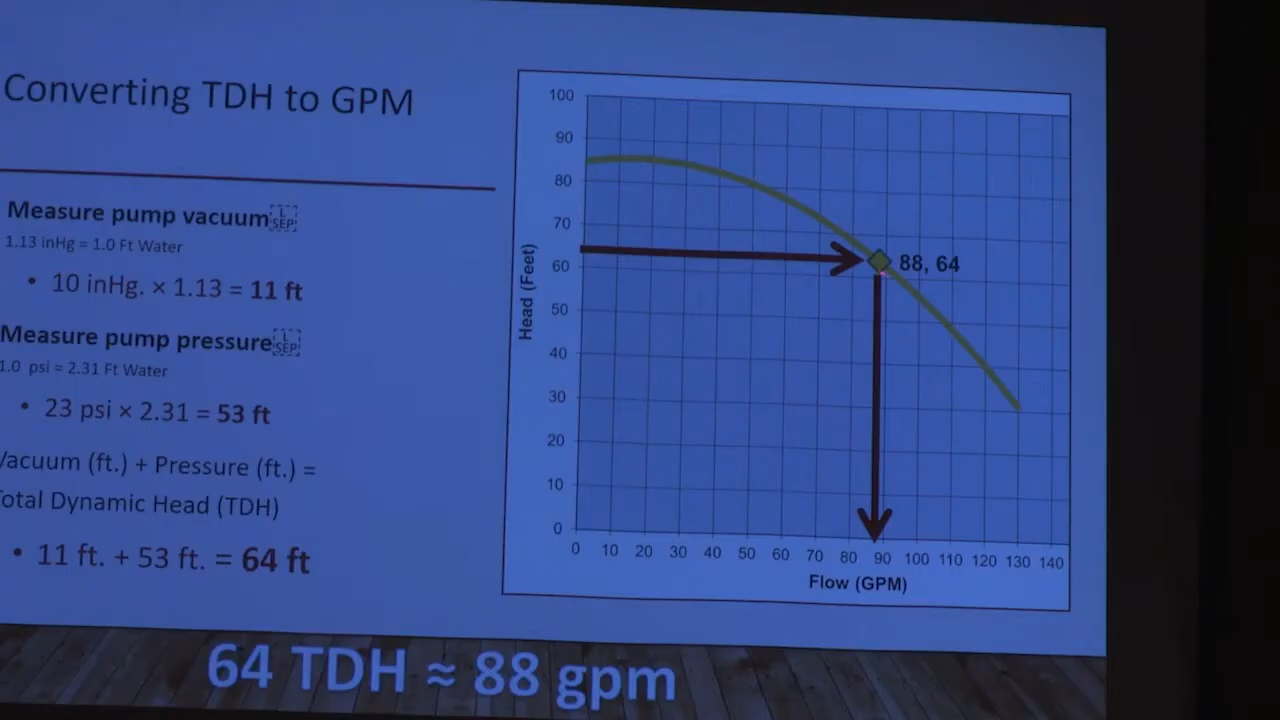 Converting TDH to GPM
Measure pump vacuum L SEP
1.13 inHg = 1.0 Ft Water
• 10 inHg. × 1.13 = 11 ft
Measure pump pressure L SEP
1.0 psi = 2.31 Ft Water
• 23 psi × 2.31 = 53 ft
Vacuum (ft.) + Pressure (ft.) =
Total Dynamic Head (TDH)
• 11 ft. + 53 ft. = 64 ft
100
90
80
70
60
50
40
30
20
10
0
Head (Feet)
88, 64
0 10 20 30 40 50 60 70 80 90 100 110 120 130 140
Flow (GPM)
64 TDH ≈ 88 gpm